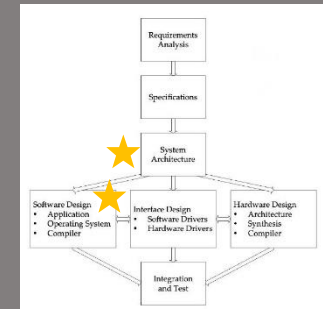 Requirements
Analysis
Specifications
System
Architecture
Software Design
• Application
• Operating System
• Compiler
Interface Design
• Software Drivers
• Hardware Drivers
Hardware Design
• Architecture
• Synthesis
• Compiler
Integration
and Test